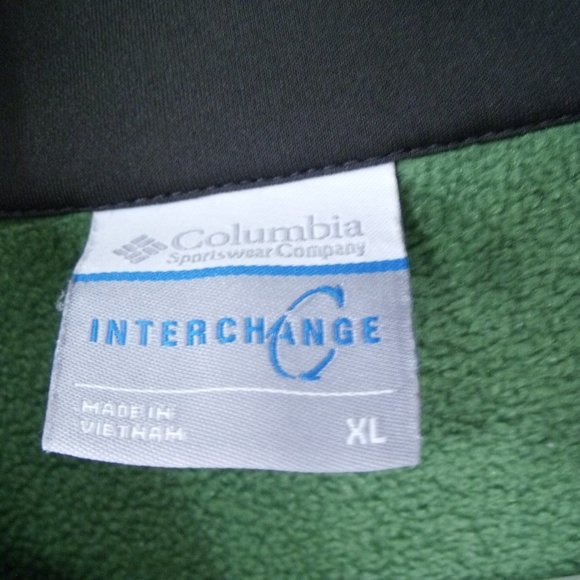 Columbia
Sportswear Company
INTERCHANGE
MADE IN
VIETNAM
XL